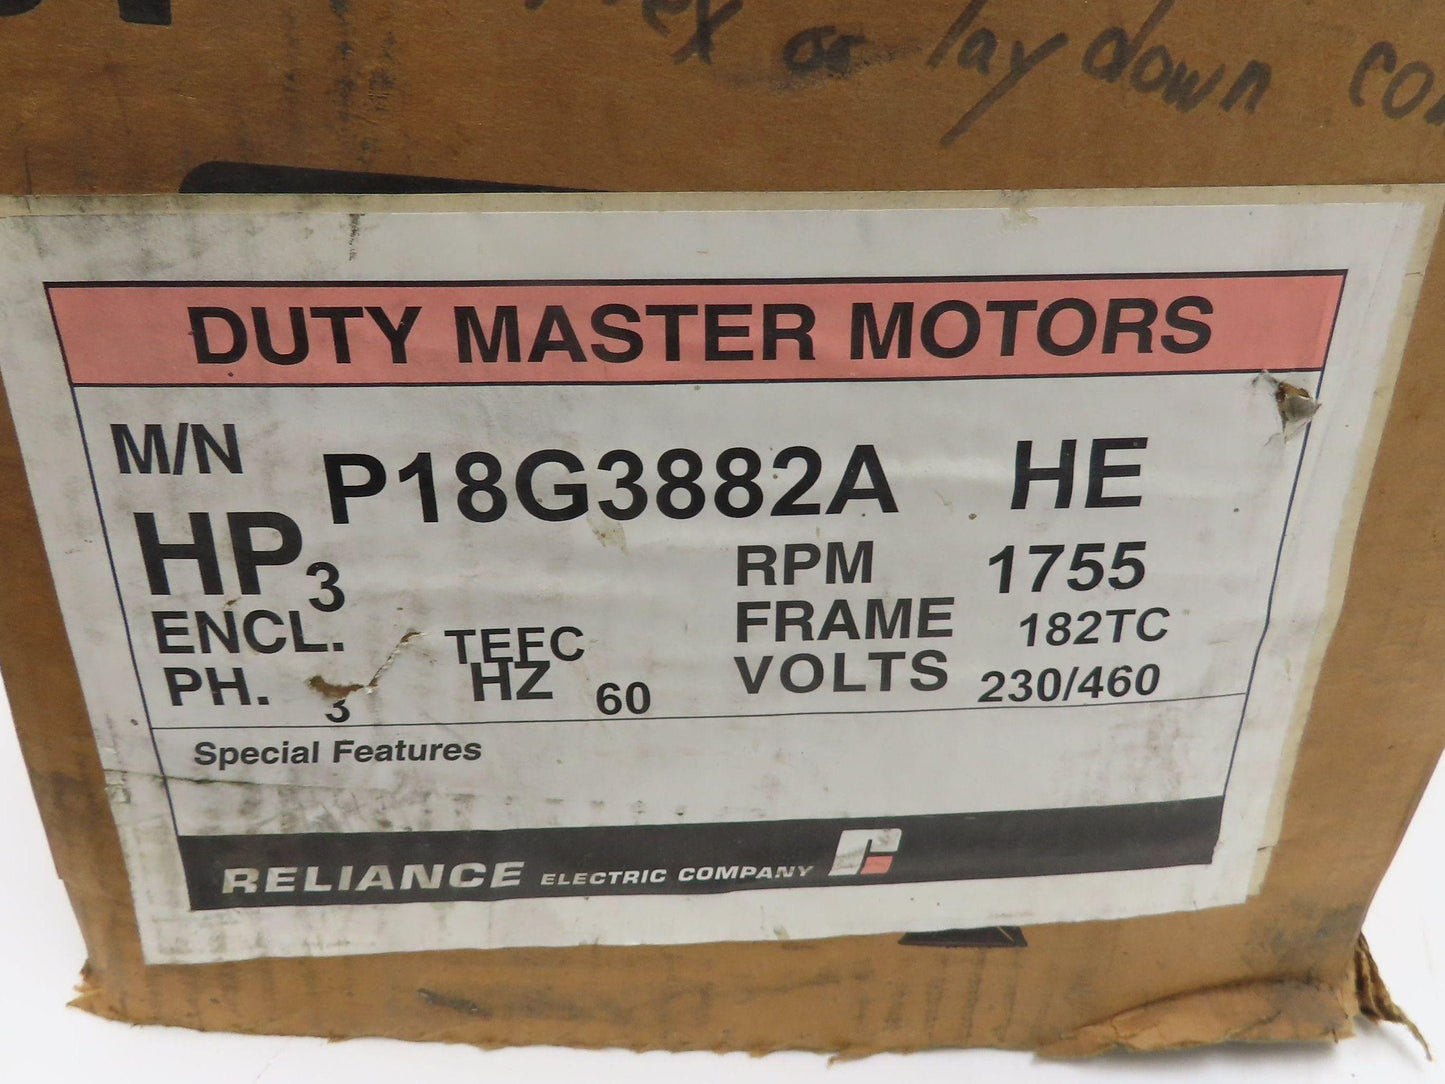 or lay down
DUTY MASTER MOTORS
M/N P18G3882A HE
HP 3 RPM 1755
ENCL. TEFC FRAME 182TC
PH. 3 HZ 60 VOLTS 230/460
Special Features
RELIANCE ELECTRIC COMPANY